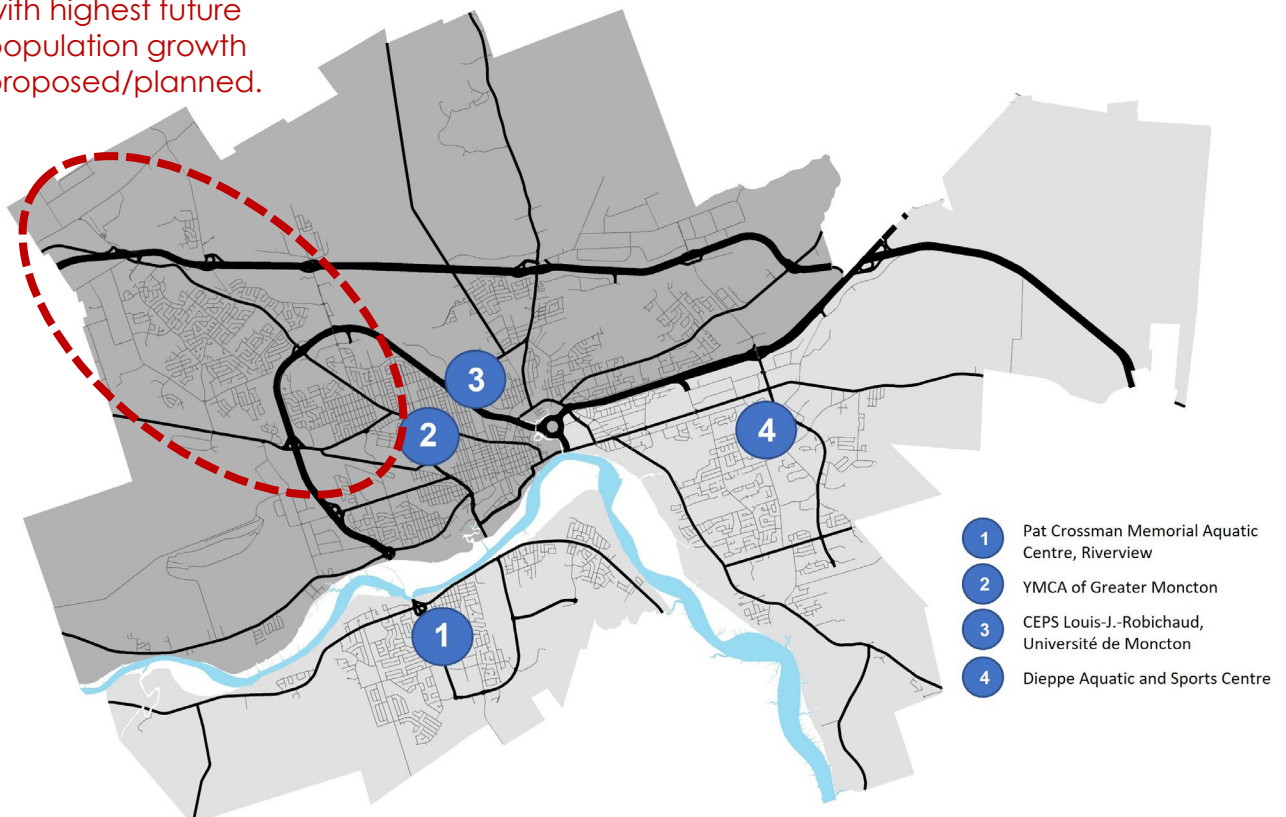 with highest future
population growth
proposed/planned.
3
2
4
1
1 Pat Crossman Memorial Aquatic
Centre, Riverview
2 YMCA of Greater Moncton
3 CEPS Louis-J.-Robichaud,
Université de Moncton
4 Dieppe Aquatic and Sports Centre